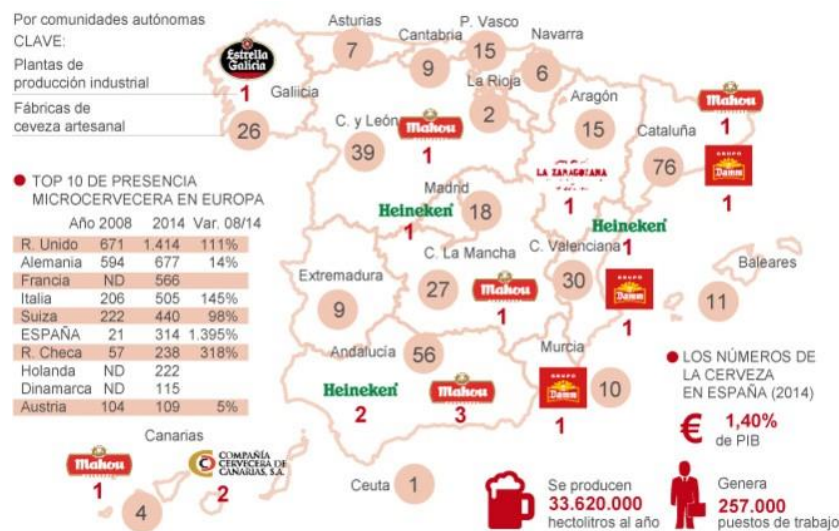 Por comunidades autónomas
CLAVE:
Plantas de
producción industrial
Fábricas de
ceveza artesanal
Estrella
Galicia
1
Galiicia
26
Asturias
7
Cantabria
9
P. Vasco
15
Navarra
6
La Rioja
2
Aragón
15
LA ZARAGOZANA
1
Cataluña
76
Mahou
1
GRUPO
Damm
1
C. y León
39
Mahou
1
Madrid
18
Heineken
1
C. La Mancha
27
Mahou
1
C. Valenciana
30
Heineken
1
GRUPO
Damm
1
Baleares
11
Extremadura
9
Andalucía
56
Heineken
2
Mahou
3
Murcia
10
GRUPO
Damm
1
Canarias
4
Mahou
1
COMPAÑÍA
CERVECERA DE
CANARIAS, S.A.
2
Ceuta
1
TOP 10 DE PRESENCIA
MICROCERVECERA EN EUROPA
Año 2008 2014 Var. 08/14
R. Unido 671 1.414 111%
Alemania 594 677 14%
Francia ND 566
Italia 206 505 145%
Suiza 222 440 98%
ESPAÑA 21 314 1.395%
R. Checa 57 238 318%
Holanda ND 222
Dinamarca ND 115
Austria 104 109 5%
LOS NÚMEROS DE
LA CERVEZA
EN ESPAÑA (2014)
€ 1,40%
de PIB
Se producen
33.620.000
hectolitros al año
Genera
257.000
puestos de trabajo